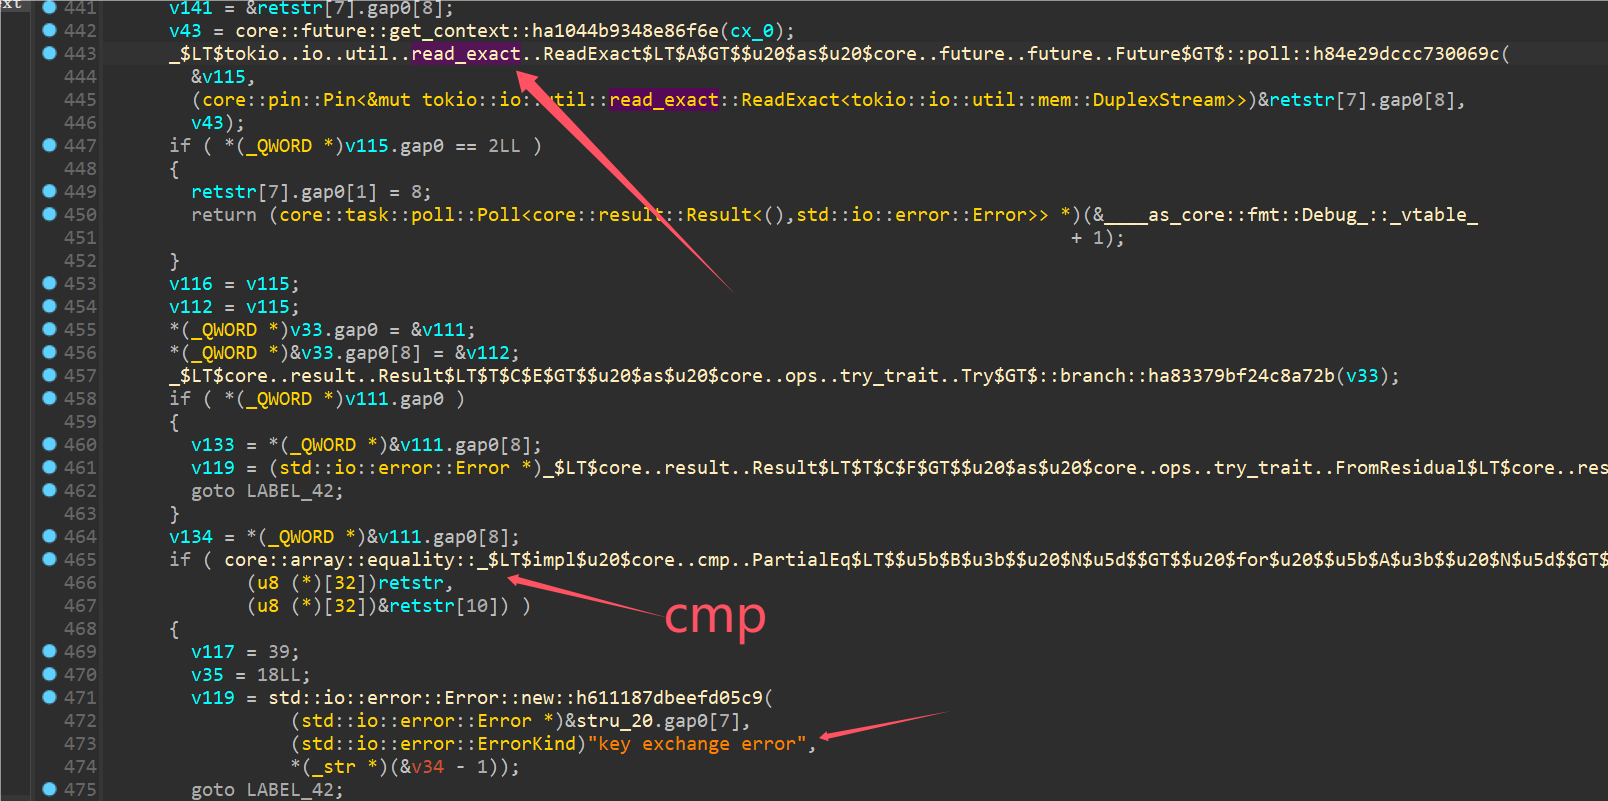 441 v141 = &retstr[7].gap0[8];
442 v43 = core::future::get_context::ha1044b9348e86f6e(cx_0);
443 _$LT$tokio..io..util..read_exact..ReadExact$LT$A$GT$$u20$as$u20$core..future..future..Future$GT$::poll::h84e29dccc730069c(
444 &v115,
445 (core::pin::Pin<&mut tokio::io::util::read_exact::ReadExact<tokio::io::util::mem::DuplexStream>>)&retstr[7].gap0[8],
446 v43);
447 if ( *(_QWORD *)v115.gap0 == 2LL )
448 {
449 retstr[7].gap0[1] = 8;
450 return (core::task::poll::Poll<core::result::Result<(),std::io::error::Error>> *)(&____as_core::fmt::Debug_::_vtable_
451 + 1);
452 }
453 v116 = v115;
454 v112 = v115;
455 *(_QWORD *)v33.gap0 = &v111;
456 *(_QWORD *)&v33.gap0[8] = &v112;
457 _$LT$core..result..Result$LT$T$C$E$GT$$u20$as$u20$core..ops..try_trait..Try$GT$::branch::ha83379bf24c8a72b(v33);
458 if ( *(_QWORD *)v111.gap0 )
459 {
460 v133 = *(_QWORD *)&v111.gap0[8];
461 v119 = (std::io::error::Error *)_$LT$core..result..Result$LT$T$C$F$GT$$u20$as$u20$core..ops..try_trait..FromResidual$LT$core..res
462 goto LABEL_42;
463 }
464 v134 = *(_QWORD *)&v111.gap0[8];
465 if ( core::array::equality::_$LT$impl$u20$core..cmp..PartialEq$LT$$u5b$B$u3b$$u20$N$u5d$$GT$$u20$for$u20$$u5b$A$u3b$$u20$N$u5d$$GT$
466 (u8 (*)[32])retstr,
467 (u8 (*)[32])&retstr[10]) )
cmp
468 {
469 v117 = 39;
470 v35 = 18LL;
471 v119 = std::io::error::Error::new::h611187dbeefd05c9(
472 (std::io::error::Error *)&stru_20.gap0[7],
473 (std::io::error::ErrorKind)"key exchange error",
474 *(_str *)(&v34 - 1));
475 goto LABEL_42;